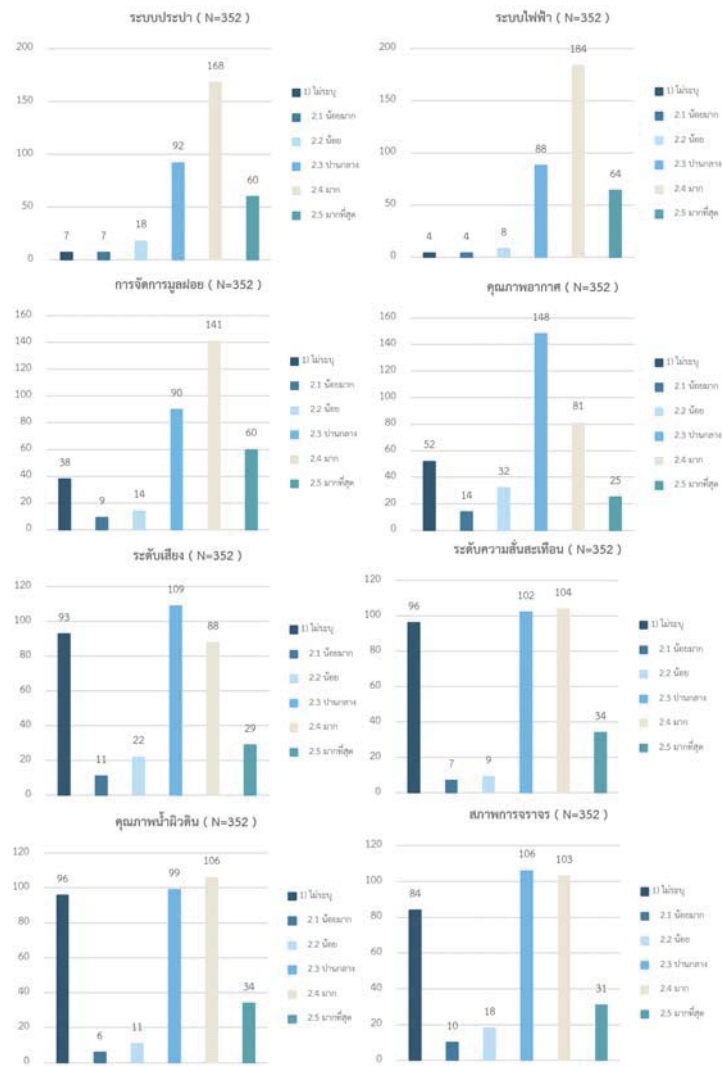 ระบบประปา ( N=352 )
200
150
100
50
0
7
7
18
92
168
60
1) ไม่ระบุ
2.1 น้อยมาก
2.2 น้อย
2.3 ปานกลาง
2.4 มาก
2.5 มากที่สุด
ระบบไฟฟ้า ( N=352 )
200
150
100
50
0
4
4
8
88
184
64
1) ไม่ระบุ
2.1 น้อยมาก
2.2 น้อย
2.3 ปานกลาง
2.4 มาก
2.5 มากที่สุด
การจัดการมูลฝอย ( N=352 )
160
140
120
100
80
60
40
20
0
38
9
14
90
141
60
1) ไม่ระบุ
2.1 น้อยมาก
2.2 น้อย
2.3 ปานกลาง
2.4 มาก
2.5 มากที่สุด
คุณภาพอากาศ ( N=352 )
160
140
120
100
80
60
40
20
0
52
14
32
148
81
25
1) ไม่ระบุ
2.1 น้อยมาก
2.2 น้อย
2.3 ปานกลาง
2.4 มาก
2.5 มากที่สุด
ระดับเสียง ( N=352 )
120
100
80
60
40
20
0
93
11
22
109
88
29
1) ไม่ระบุ
2.1 น้อยมาก
2.2 น้อย
2.3 ปานกลาง
2.4 มาก
2.5 มากที่สุด
ระดับความสั่นสะเทือน ( N=352 )
120
100
80
60
40
20
0
96
7
9
102
104
34
1) ไม่ระบุ
2.1 น้อยมาก
2.2 น้อย
2.3 ปานกลาง
2.4 มาก
2.5 มากที่สุด
คุณภาพน้ำผิวดิน ( N=352 )
120
100
80
60
40
20
0
96
6
11
99
106
34
1) ไม่ระบุ
2.1 น้อยมาก
2.2 น้อย
2.3 ปานกลาง
2.4 มาก
2.5 มากที่สุด
สภาพการจราจร ( N=352 )
120
100
80
60
40
20
0
84
10
18
106
103
31
1) ไม่ระบุ
2.1 น้อยมาก
2.2 น้อย
2.3 ปานกลาง
2.4 มาก
2.5 มากที่สุด